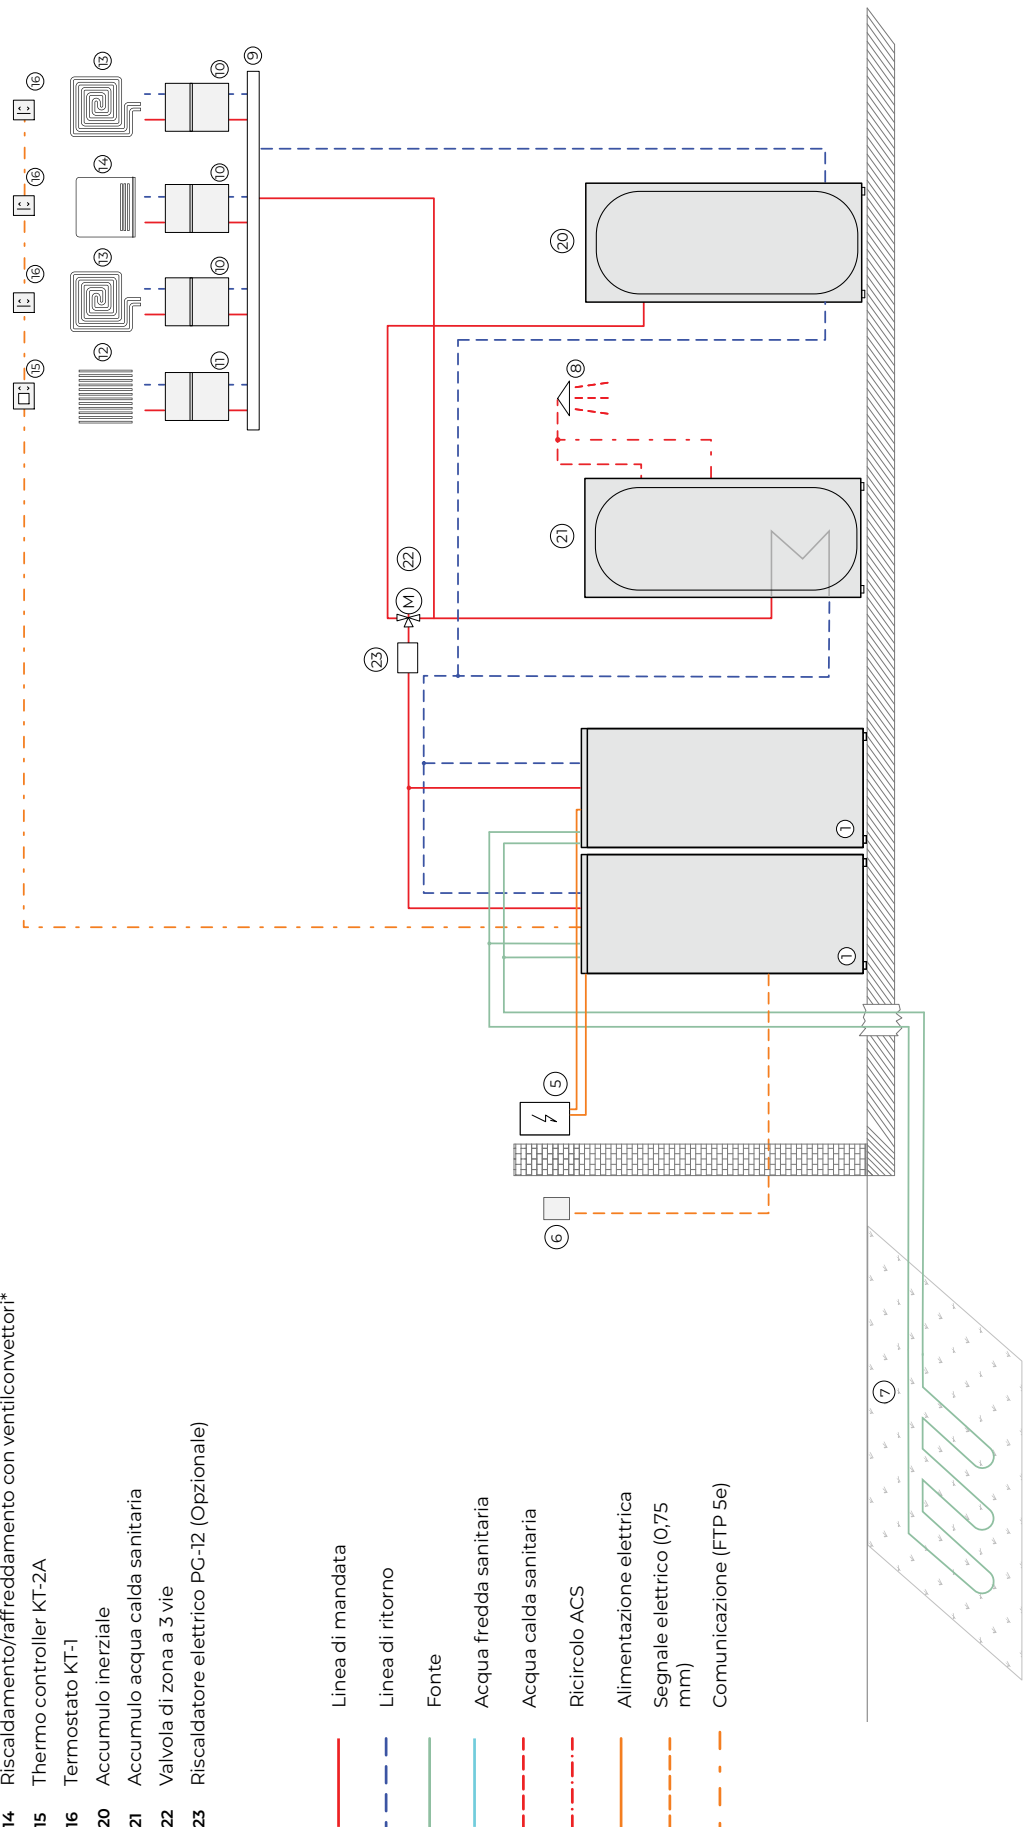 14 Riscaldamento/raffreddamento con ventilconvettori*
15 Thermo controller KT-2A
16 Termostato KT-1
20 Accumulo inerziale
21 Accumulo acqua calda sanitaria
22 Valvola di zona a 3 vie
23 Riscaldatore elettrico PG-12 (Opzionale)
Linea di mandata
Linea di ritorno
Fonte
Acqua fredda sanitaria
Acqua calda sanitaria
Ricircolo ACS
Alimentazione elettrica
Segnale elettrico (0,75
mm)
Comunicazione (FTP 5e)
7
6
5
1
1
23
M
22
21
8
20
15
16
16
16
12
13
14
13
11
10
10
10
9